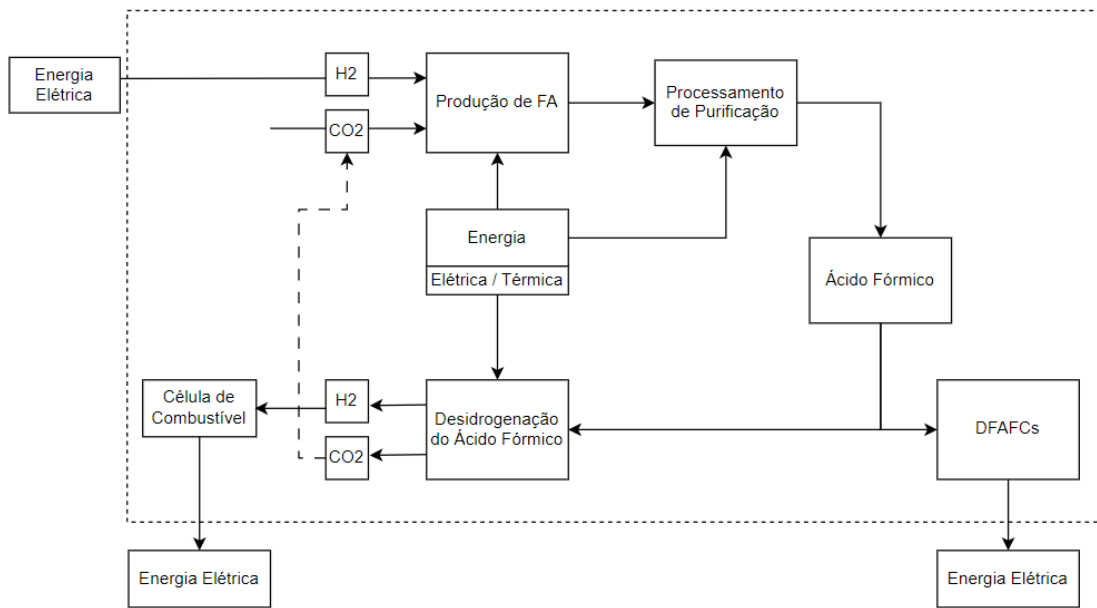 Energia
Elétrica
H2
CO2
Produção de FA
Processamento
de Purificação
Energia
Elétrica / Térmica
Ácido Fórmico
Célula de
Combustível
H2
CO2
Desidrogenação
do Ácido Fórmico
DFAFCs
Energia Elétrica
Energia Elétrica